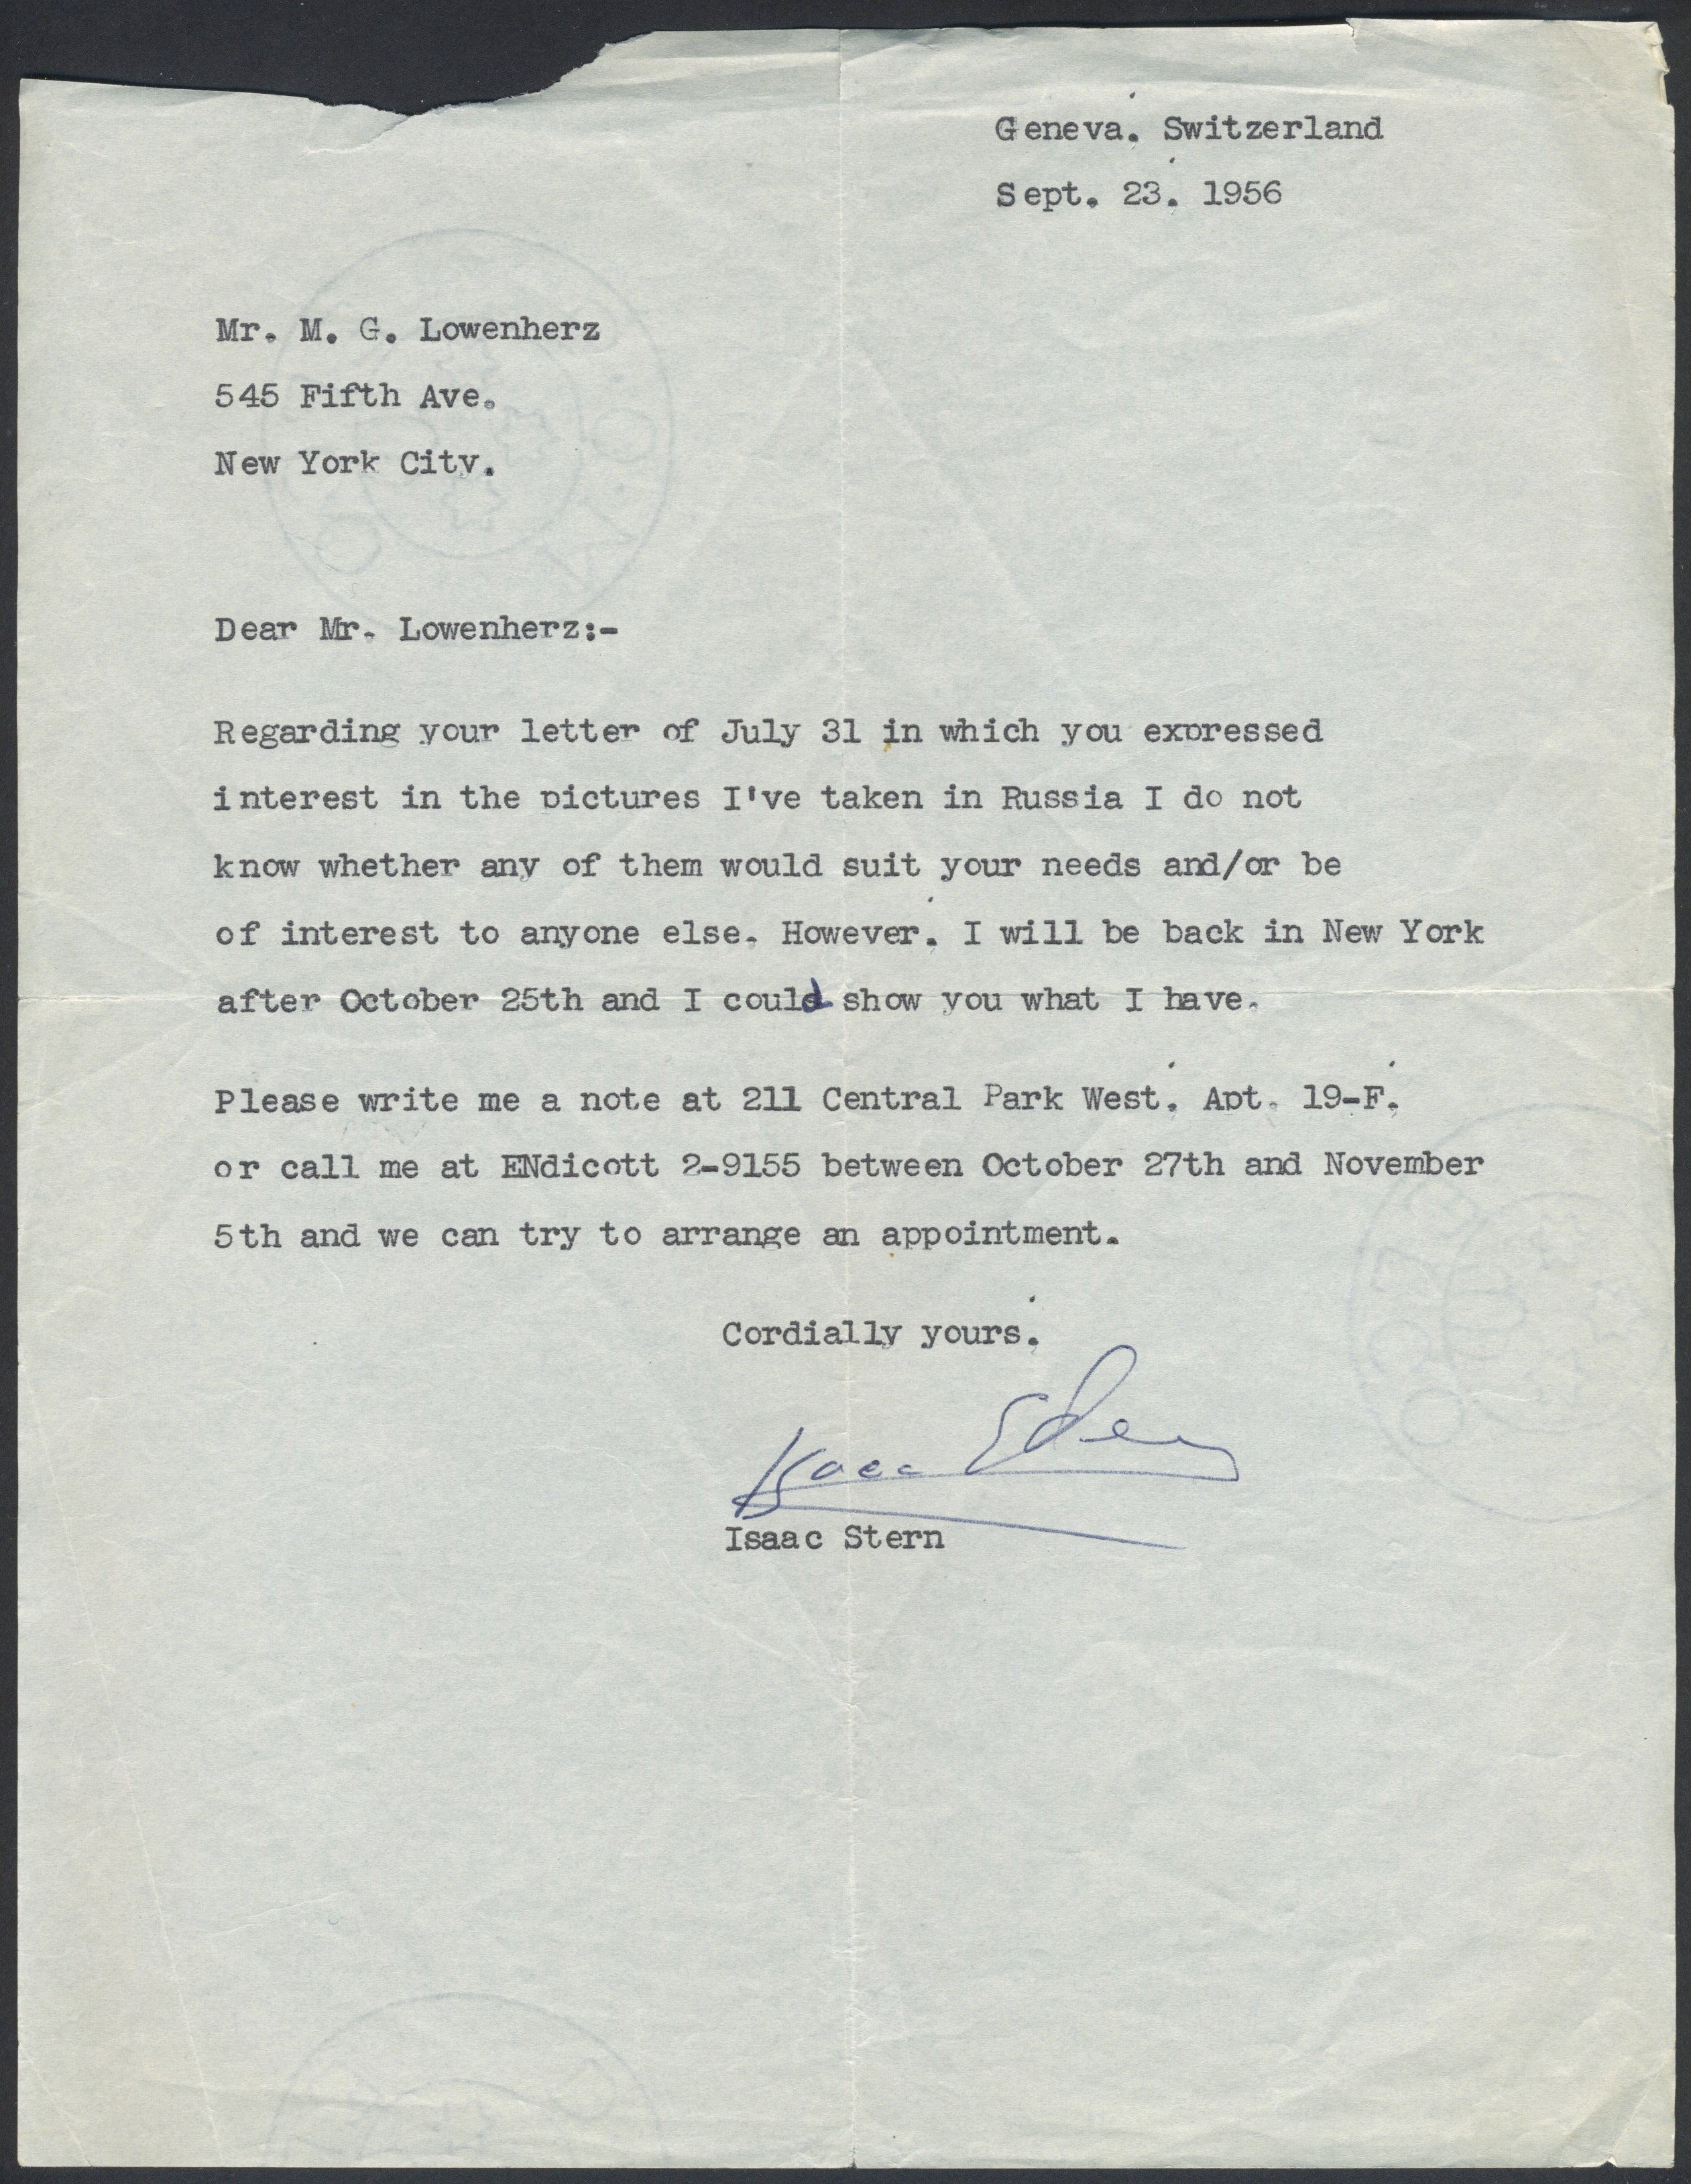 Geneva, Switzerland
Sept. 23, 1956
Mr. M. G. Lowenherz
545 Fifth Ave.
New York City.
Dear Mr. Lowenherz:-
Regarding your letter of July 31 in which you expressed
interest in the pictures I've taken in Russia I do not
know whether any of them would suit your needs and/or be
of interest to anyone else. However, I will be back in New York
after October 25th and I could show you what I have.
Please write me a note at 211 Central Park West, Apt. 19-F,
or call me at ENdicott 2-9155 between October 27th and November
5th and we can try to arrange an appointment.
Cordially yours,
Isaac Stern
Isaac Stern